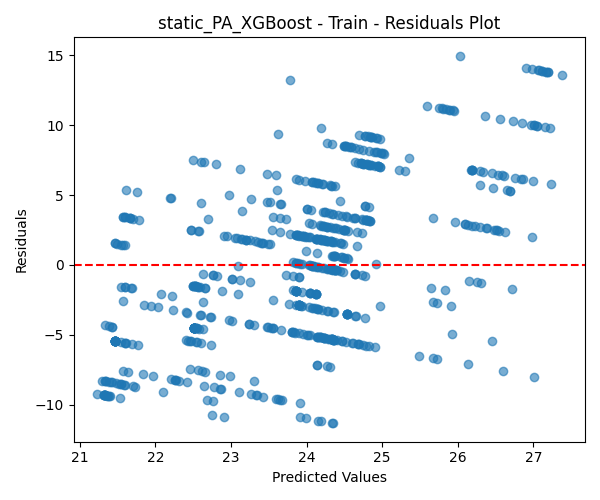 static_PA_XGBoost - Train - Residuals Plot
15
10
5
0
−5
−10
Residuals
21 22 23 24 25 26 27
Predicted Values